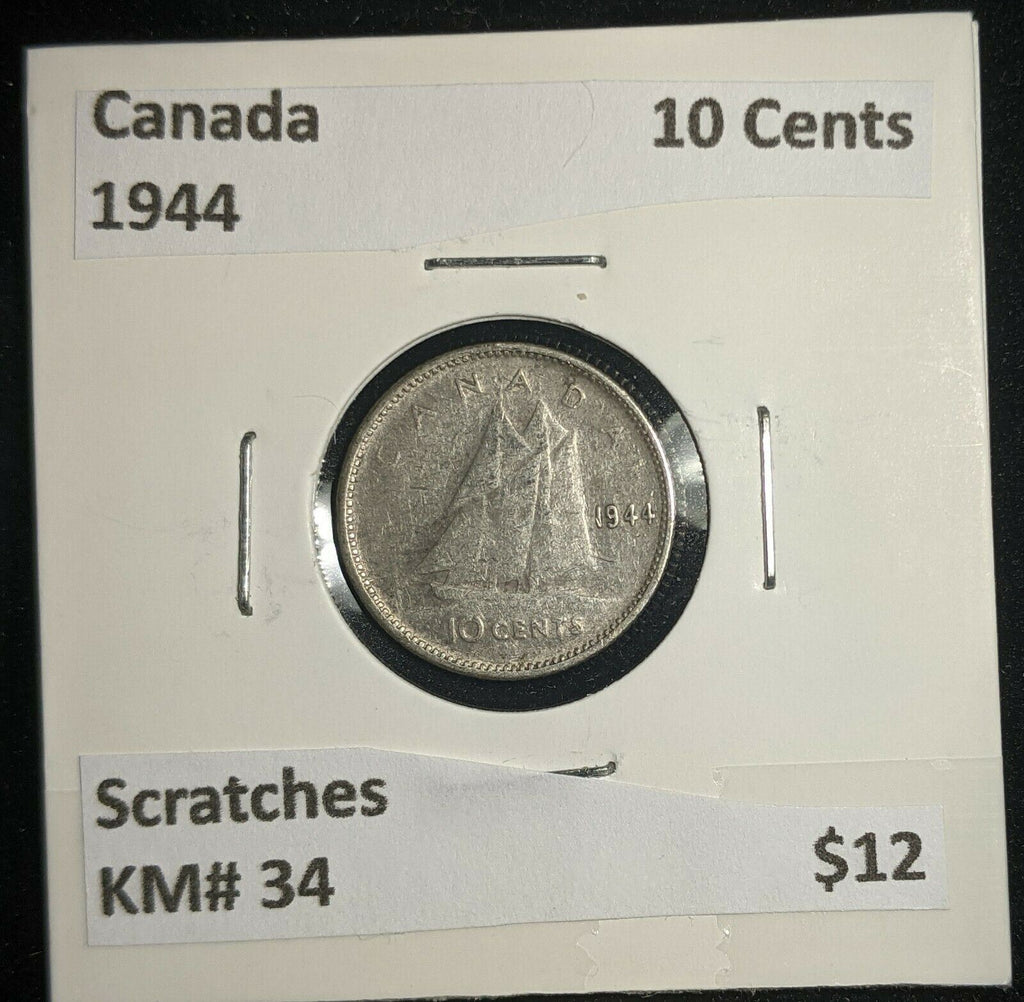 Canada
10 Cents
1944
CANADA
1944
10 CENTS
Scratches
KM# 34
$12